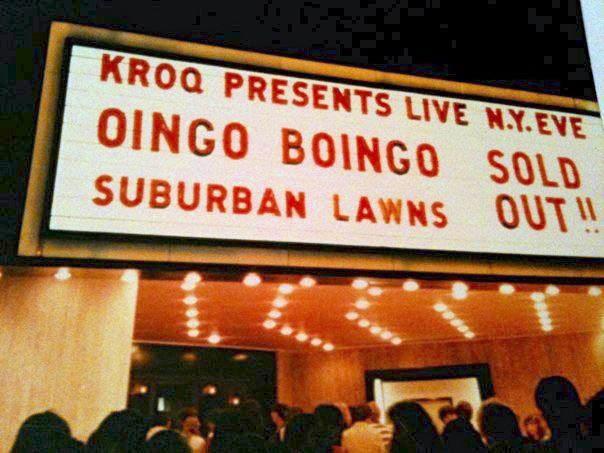 KROQ PRESENTS LIVE N.Y. EVE
OINGO BOINGO SOLD
SUBURBAN LAWNS OUT!!